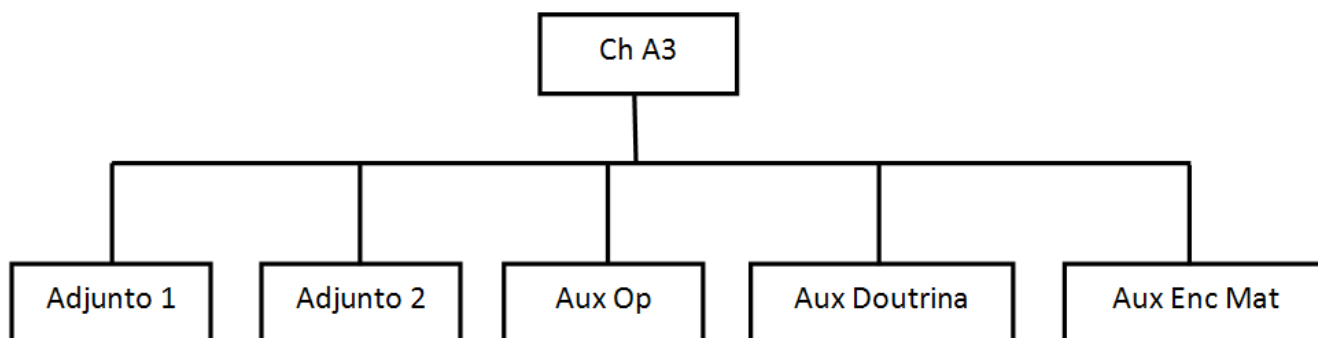 Ch A3
Adjunto 1
Adjunto 2
Aux Op
Aux Doutrina
Aux Enc Mat